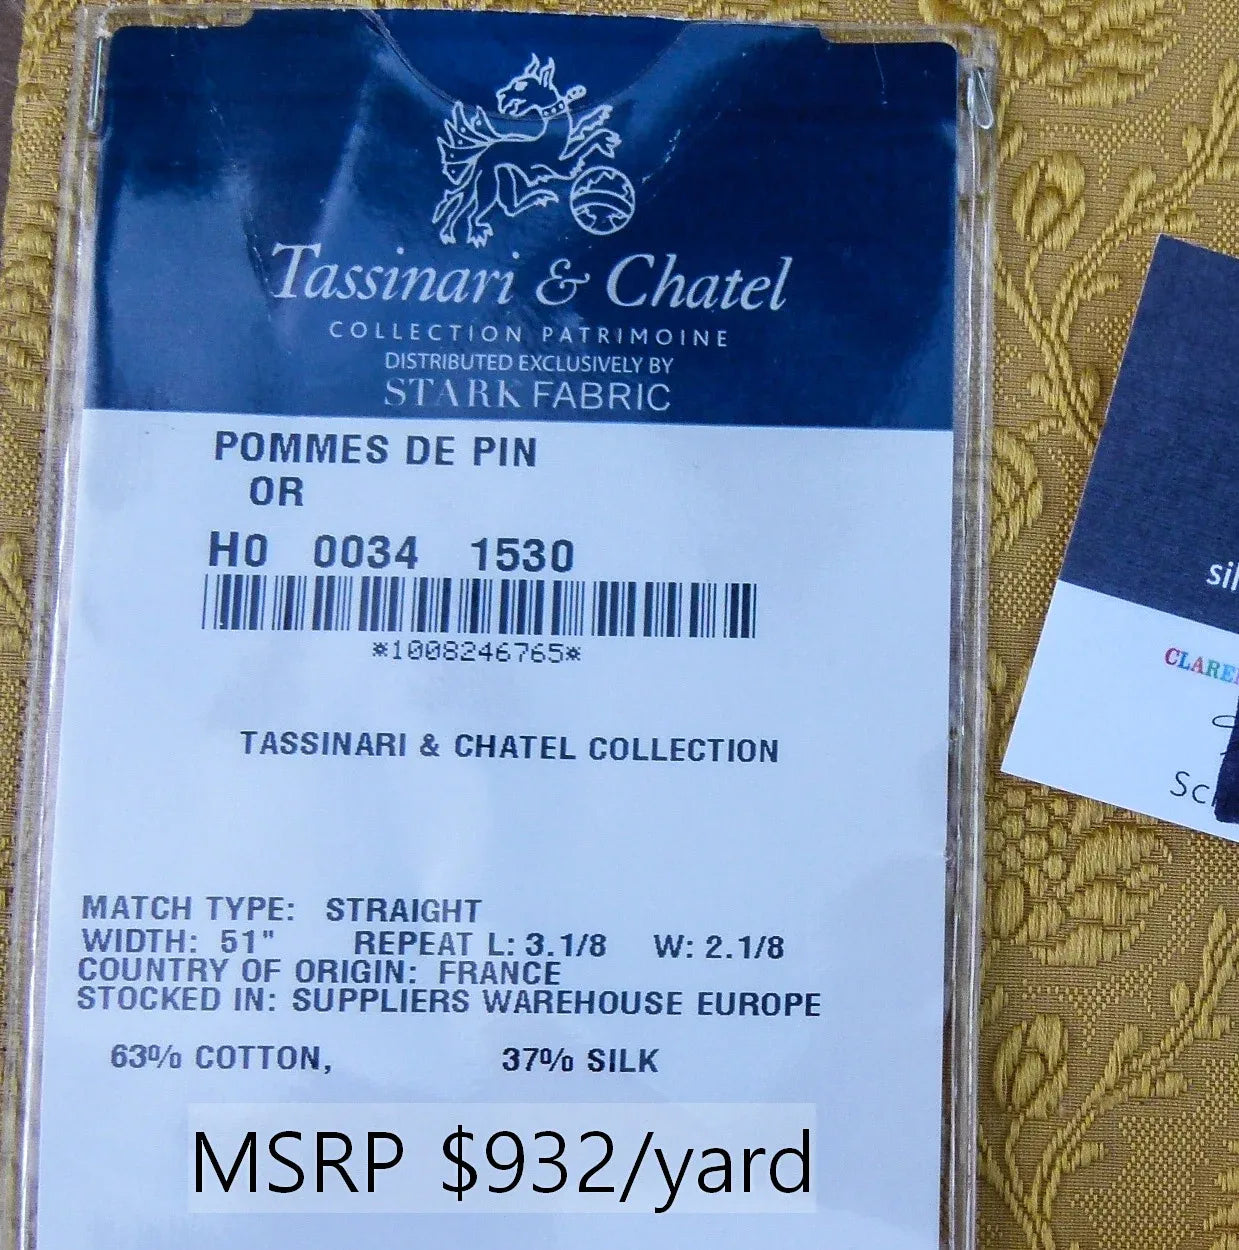 Tassinari & Chatel
COLLECTION PATRIMOINE
DISTRIBUTED EXCLUSIVELY BY
STARK FABRIC
POMMES DE PIN
OR
H0 0034 1530
*1008246765*
TASSINARI & CHATEL COLLECTION
MATCH TYPE: STRAIGHT
WIDTH: 51" REPEAT L: 3.1/8 W: 2.1/8
COUNTRY OF ORIGIN: FRANCE
STOCKED IN: SUPPLIERS WAREHOUSE EUROPE
63% COTTON, 37% SILK
MSRP $932/yard